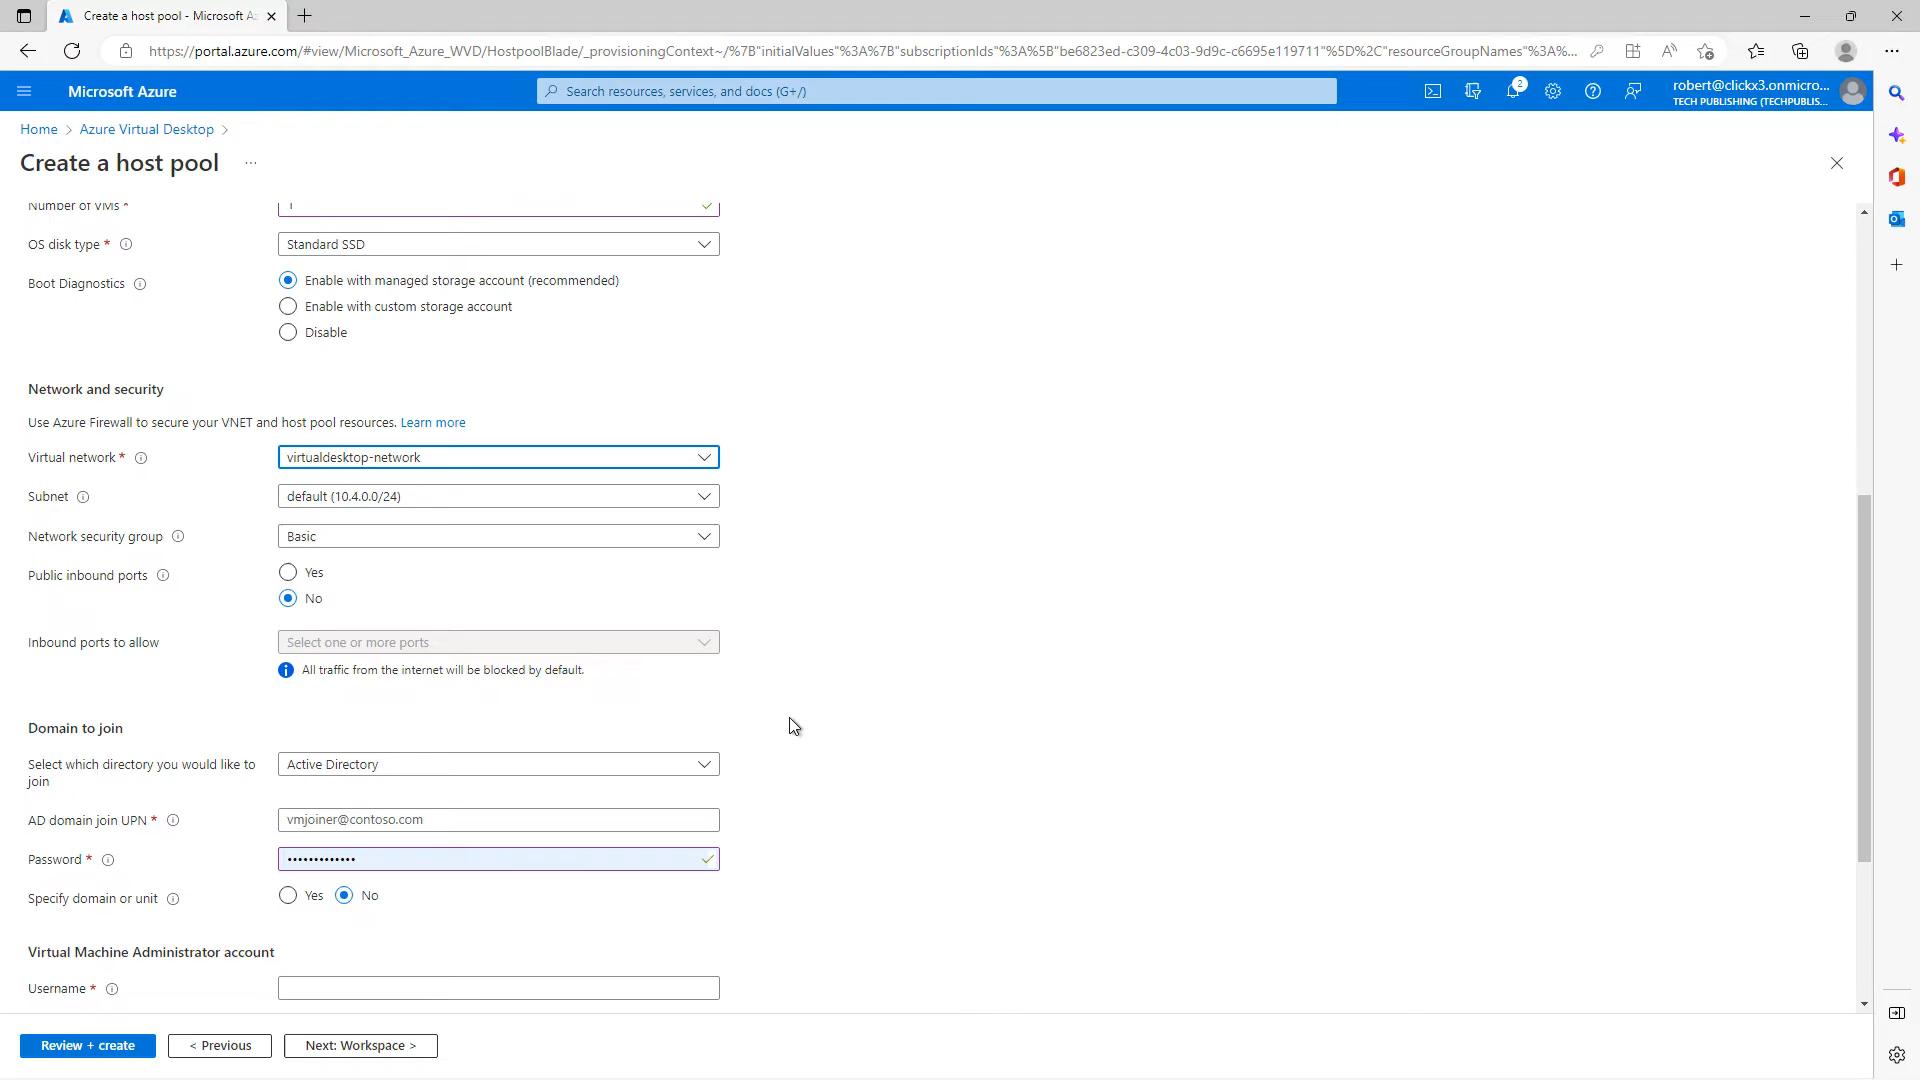 Create a host pool - Microsoft Az
https://portal.azure.com/#view/Microsoft_Azure_WVD/HostpoolBlade/_provisioningContext~/%7B"initialValues"%3A%7B"subscriptionIds"%3A%5B"be6823ed-c309-4c03-9d9c-c6695e119711"%5D%2C"resourceGroupNames"%3A%...
Microsoft Azure
Search resources, services, and docs (G+/)
2
robert@clickx3.onmicro...
TECH PUBLISHING (TECHPUBLIS...
Home > Azure Virtual Desktop >
Create a host pool ...
Number of VMs * 1
OS disk type * Standard SSD
Boot Diagnostics Enable with managed storage account (recommended)
Enable with custom storage account
Disable
Network and security
Use Azure Firewall to secure your VNET and host pool resources. Learn more
Virtual network * virtualdesktop-network
Subnet default (10.4.0.0/24)
Network security group Basic
Public inbound ports Yes
No
Inbound ports to allow Select one or more ports
All traffic from the internet will be blocked by default.
Domain to join
Select which directory you would like to Active Directory
join
AD domain join UPN * vmjoiner@contoso.com
Password * •••••••••••••
Specify domain or unit Yes No
Virtual Machine Administrator account
Username *
Review + create < Previous Next: Workspace >